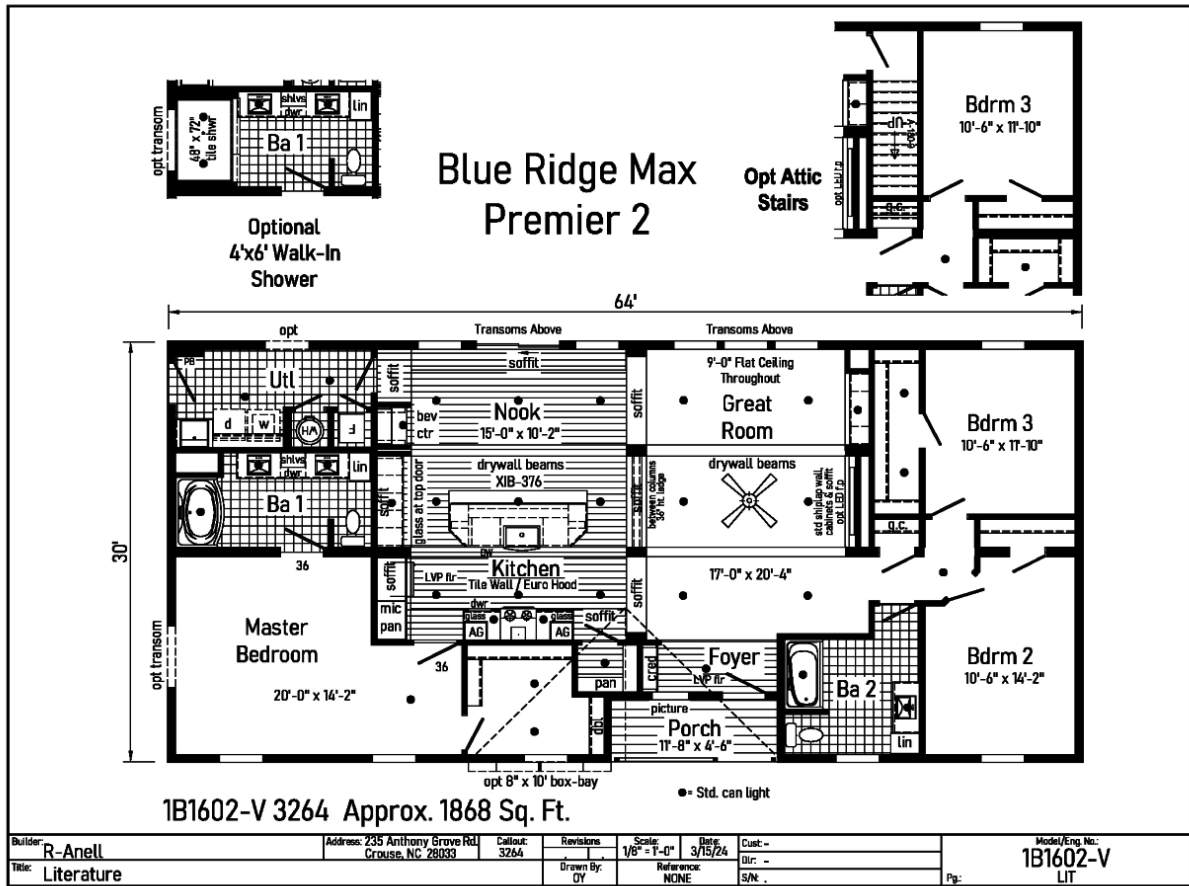 shlvs
dwr
lin
opt transom
48" x 72"
tile shwr
Ba 1
Optional
4'x6' Walk-In
Shower
Blue Ridge Max
Premier 2
Opt Attic
Stairs
UP
opt LED f.p
g.c.
Bdrm 3
10'-6" x 11'-10"
64'
30'
opt
Transoms Above
Transoms Above
PB
Utl
d
W
WH
F
soffit
soffit
bev
ctr
Nook
15'-0" x 10'-2"
soffit
9'-0" Flat Ceiling
Throughout
Great
Room
Bdrm 3
10'-6" x 11'-10"
shlvs
dwr
lin
Ba 1
soffit
glass at top door
drywall beams
XIB-376
soffit
between columns
36" ht. ledge
drywall beams
std shiplap wall,
cabinets & soffit
opt LED f.p
g.c.
36
DW
soffit
LVP flr
Kitchen
Tile Wall / Euro Hood
soffit
17'-0" x 20'-4"
mic
pan
dwr
glass
glass
AG
AG
soffit
opt transom
Master
Bedroom
20'-0" x 14'-2"
36
pan
cred
Foyer
LVP flr
Ba 2
lin
Bdrm 2
10'-6" x 14'-2"
dbl
picture
Porch
11'-8" x 4'-6"
opt 8" x 10' box-bay
= Std. can light
1B1602-V 3264 Approx. 1868 Sq. Ft.
Builder: R-Anell
Address: 235 Anthony Grove Rd.
Crouse, NC 28033
Callout:
3264
Revisions
Scale:
1/8" = 1'-0"
Date:
3/15/24
Cust: -
Dlr: -
S/N: .
Model/Eng. No.:
1B1602-V
LIT
Pg.:
Title: Literature
Drawn By:
OY
Reference:
NONE